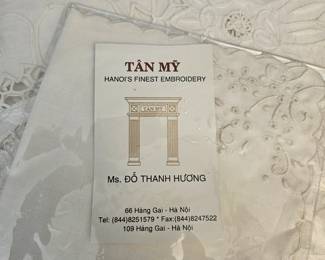 TÂN MỸ
HANOI'S FINEST EMBROIDERY
TÂN MỸ
Ms. ĐỖ THANH HƯƠNG
66 Hàng Gai - Hà Nội
Tel: (844)8251579 * Fax:(844)8247522
109 Hàng Gai - Hà Nội